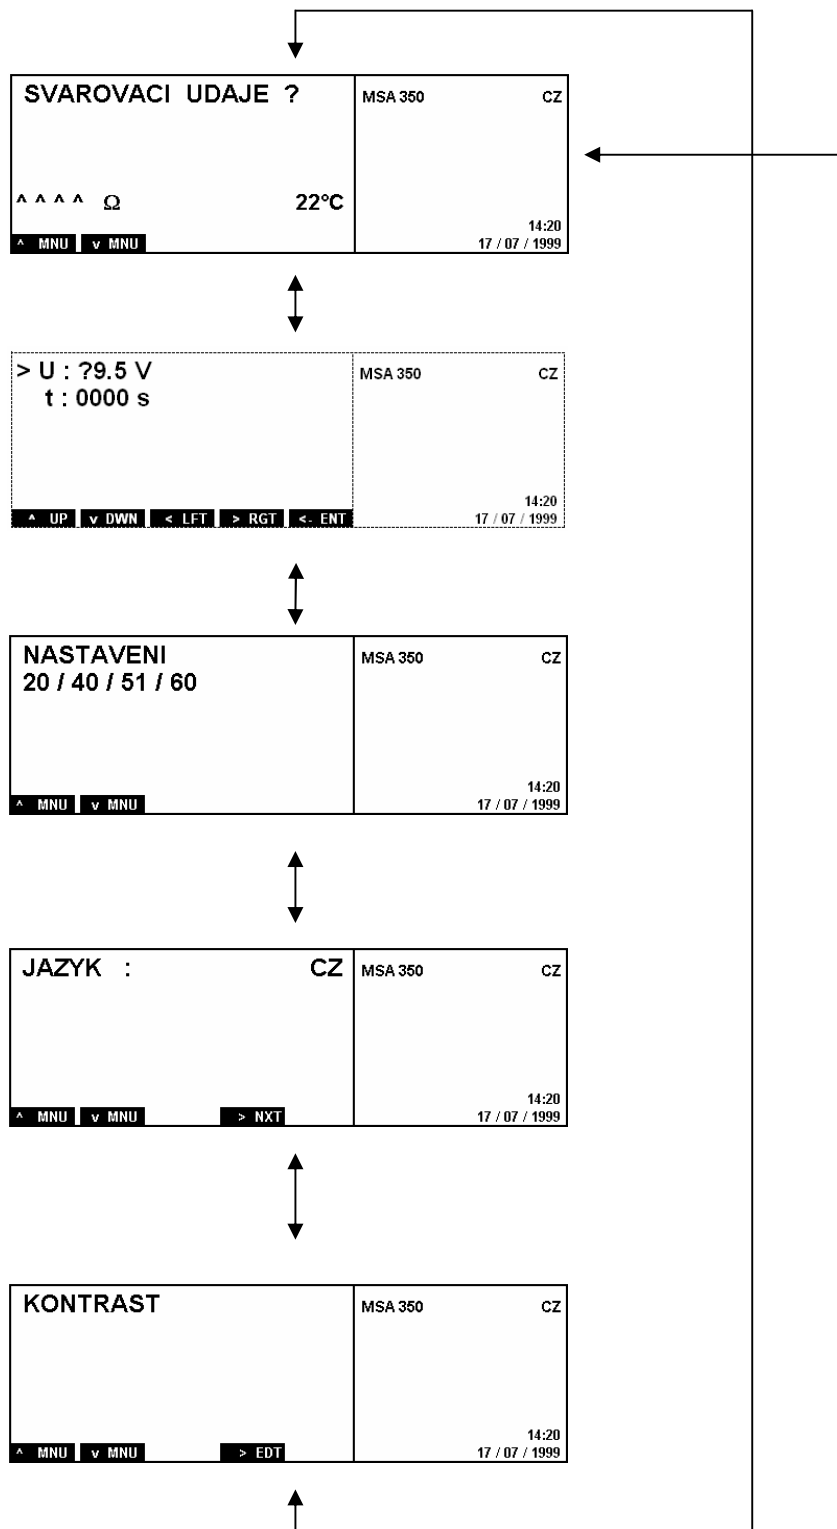 SVAROVACI UDAJE ?
MSA 350 CZ
^ ^ ^ ^ Ω 22°C
14:20
^ MNU v MNU 17 / 07 / 1999
> U : ?9.5 V
MSA 350 CZ
t : 0000 s
14:20
^ UP v DWN < LFT > RGT <- ENT 17 / 07 / 1999
NASTAVENI
MSA 350 CZ
20 / 40 / 51 / 60
14:20
^ MNU v MNU 17 / 07 / 1999
JAZYK : CZ
MSA 350 CZ
14:20
^ MNU v MNU > NXT 17 / 07 / 1999
KONTRAST
MSA 350 CZ
14:20
^ MNU v MNU > EDT 17 / 07 / 1999